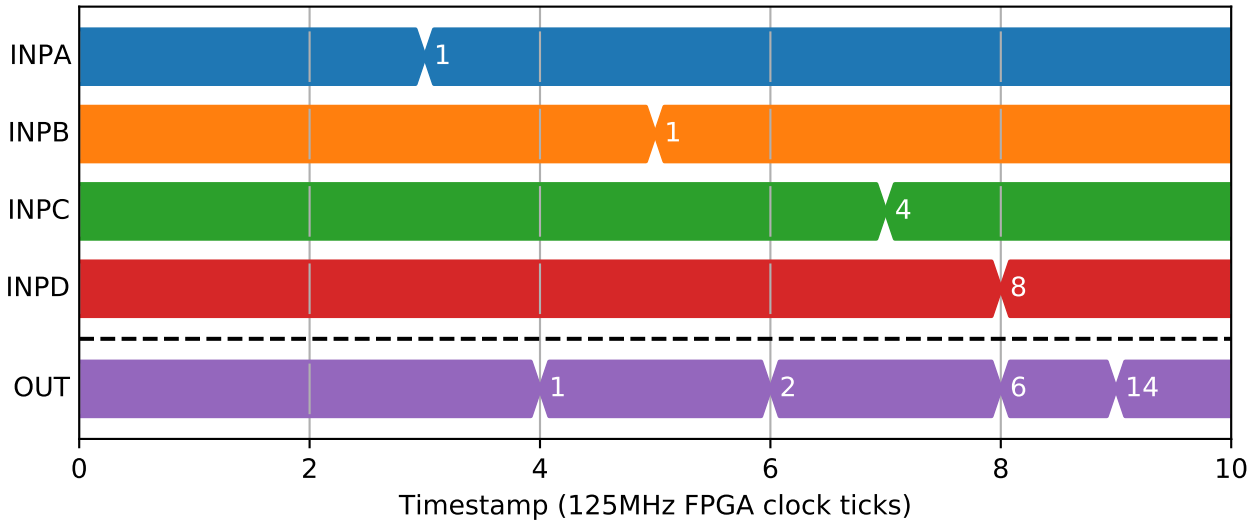 INPA 1
INPB 1
INPC 4
INPD 8
OUT 1 2 6 14
0 2 4 6 8 10
Timestamp (125MHz FPGA clock ticks)